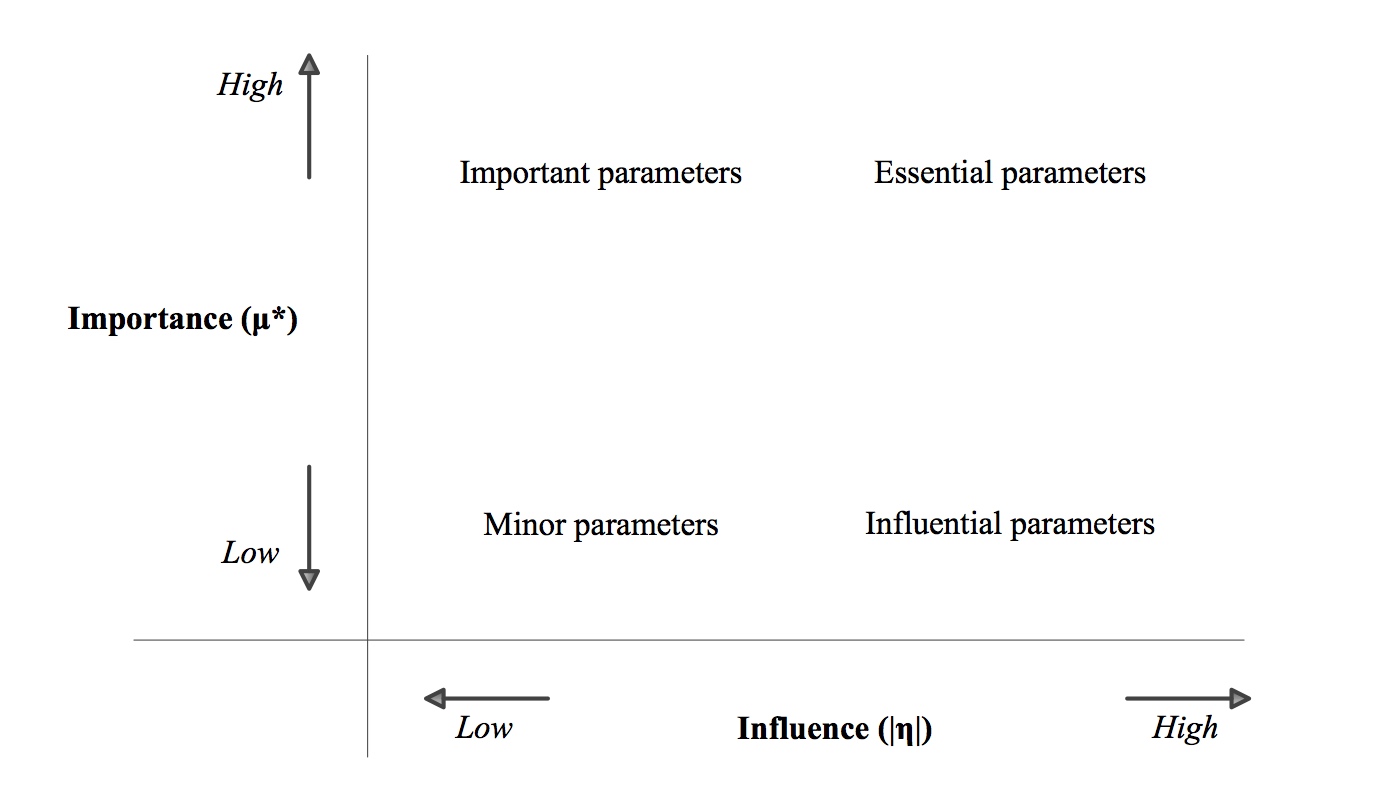 High
Important parameters
Essential parameters
Importance (μ*)
Minor parameters
Influential parameters
Low
Low
Influence (|η|)
High